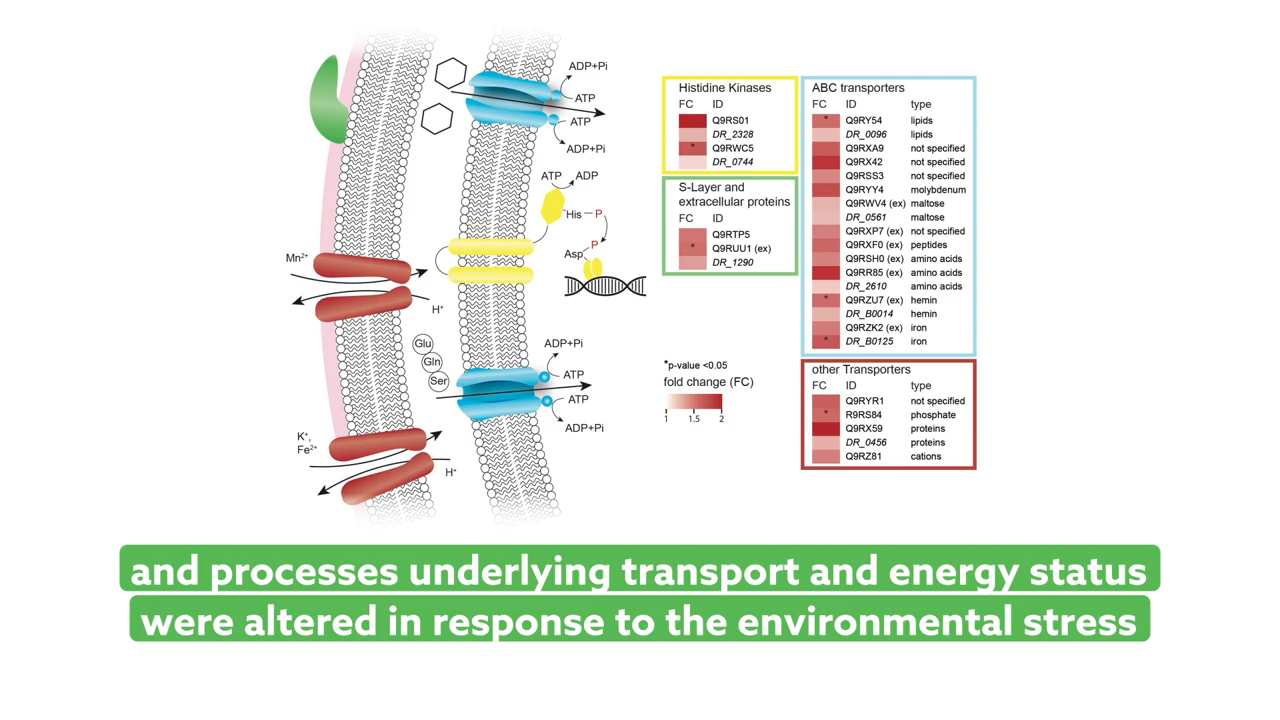 ADP+Pi
ATP
ATP
ADP+Pi
ATP
ADP
His
P
P
Asp
Mn2+
H+
Glu
Gln
Ser
ADP+Pi
ATP
ATP
ADP+Pi
K+,
Fe2+
H+
Histidine Kinases
FC ID
Q9RS01
DR_2328
* Q9RWC5
DR_0744
S-Layer and
extracellular proteins
FC ID
Q9RTP5
* Q9RUU1 (ex)
DR_1290
*p-value <0.05
fold change (FC)
1 1.5 2
ABC transporters
FC ID type
* Q9RY54 lipids
DR_0096 lipids
Q9RXA9 not specified
Q9RX42 not specified
Q9RSS3 not specified
Q9RYY4 molybdenum
Q9RWV4 (ex) maltose
DR_0561 maltose
Q9RXP7 (ex) not specified
Q9RXF0 (ex) peptides
Q9RSH0 (ex) amino acids
Q9RR85 (ex) amino acids
DR_2610 amino acids
* Q9RZU7 (ex) hemin
DR_B0014 hemin
Q9RZK2 (ex) iron
* DR_B0125 iron
other Transporters
FC ID type
Q9RYR1 not specified
* R9RS84 phosphate
Q9RX59 proteins
DR_0456 proteins
Q9RZ81 cations
and processes underlying transport and energy status
were altered in response to the environmental stress